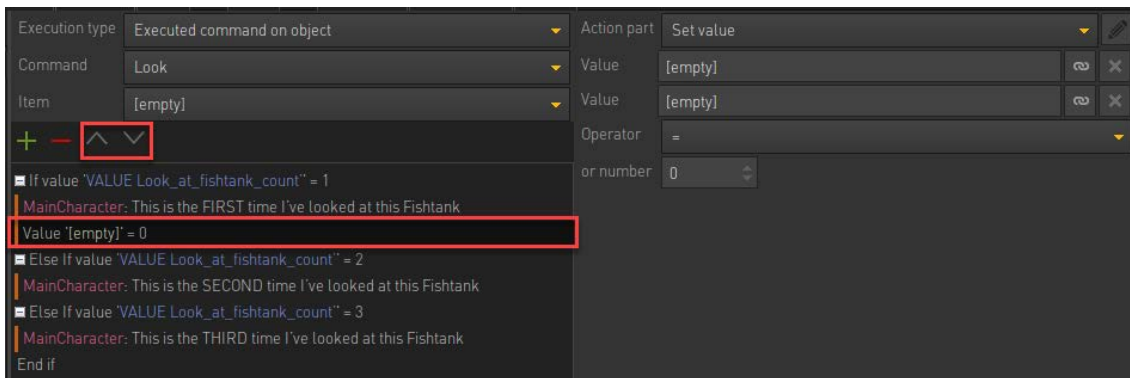 Execution type Executed command on object
Command Look
Item [empty]
If value 'VALUE Look_at_fishtank_count'' = 1
MainCharacter: This is the FIRST time I've looked at this Fishtank
Value '[empty]' = 0
Else If value 'VALUE Look_at_fishtank_count'' = 2
MainCharacter: This is the SECOND time I've looked at this Fishtank
Else If value 'VALUE Look_at_fishtank_count'' = 3
MainCharacter: This is the THIRD time I've looked at this Fishtank
End if
Action part Set value
Value [empty]
Value [empty]
Operator =
or number 0